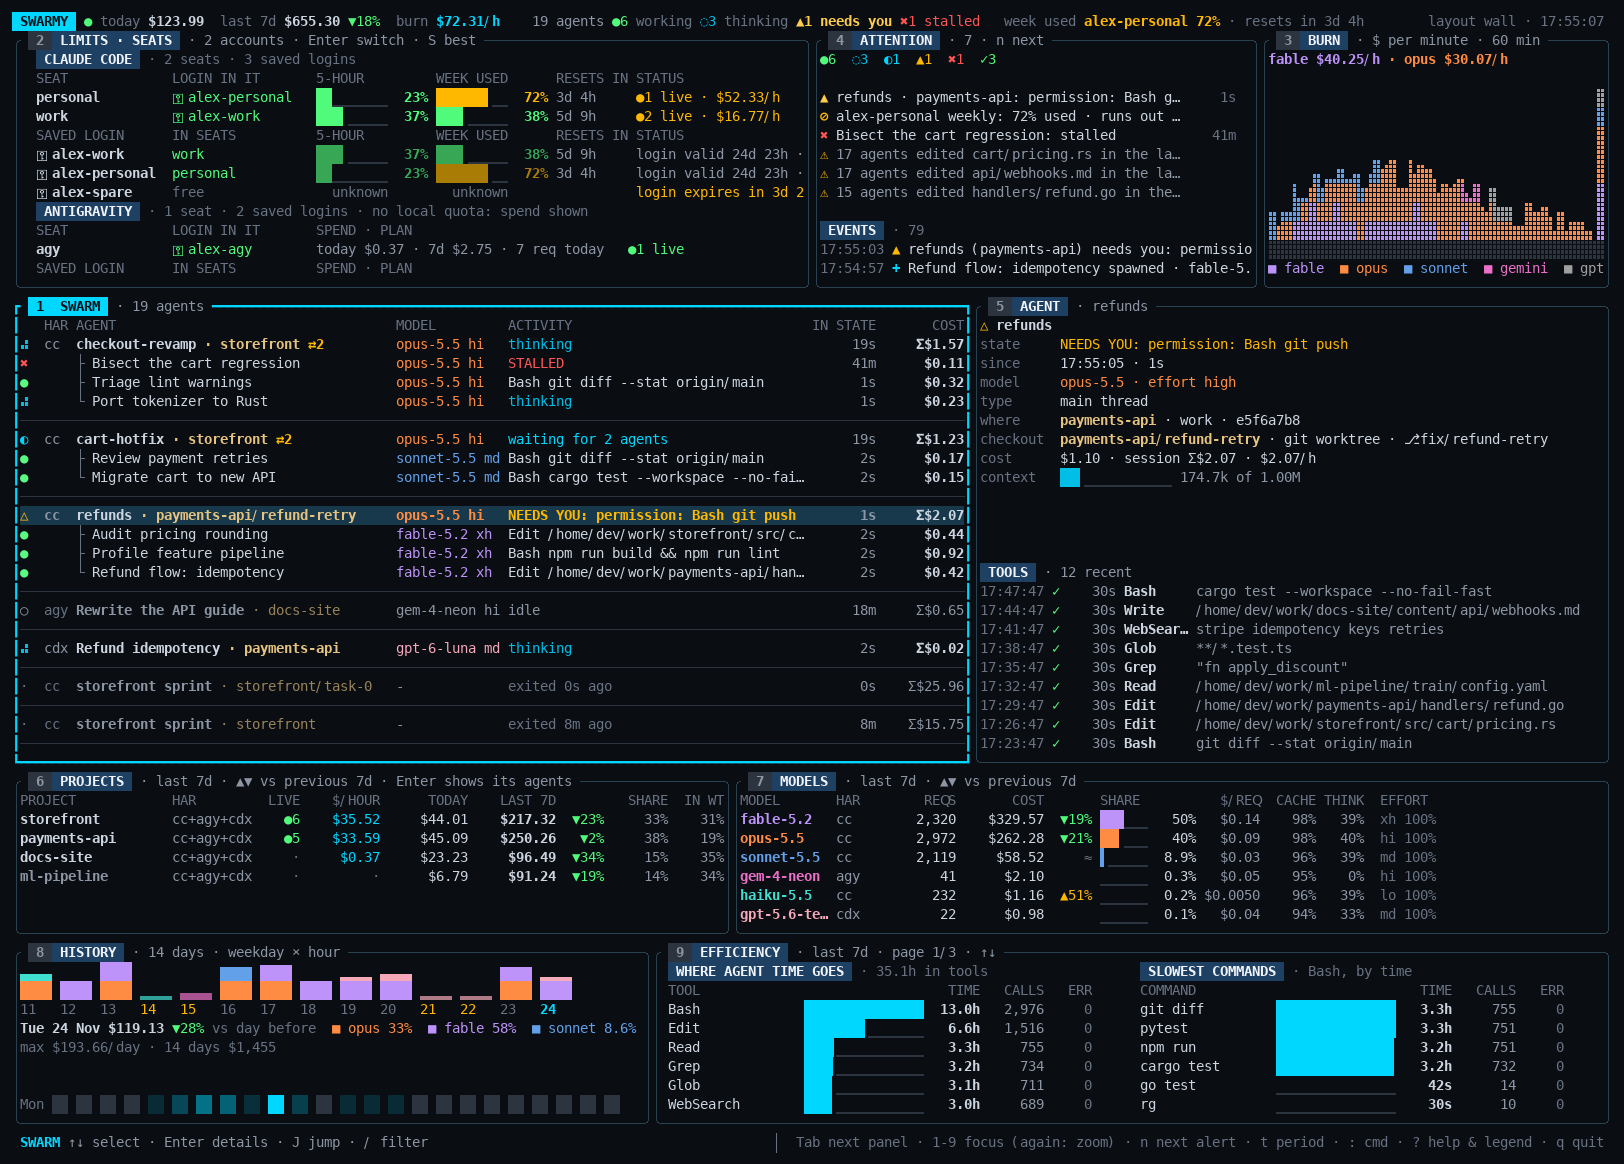 SWARMY ● today $123.99 last 7d $655.30 ▼18% burn $72.31/h 19 agents ●6 working ◌3 thinking ▲1 needs you ✖1 stalled week used alex-personal 72% · resets in 3d 4h layout wall · 17:55:07
2 LIMITS · SEATS · 2 accounts · Enter switch · S best
CLAUDE CODE · 2 seats · 3 saved logins
SEAT LOGIN IN IT 5-HOUR WEEK USED RESETS IN STATUS
personal ⚿ alex-personal 23% 72% 3d 4h ●1 live · $52.33/h
work ⚿ alex-work 37% 38% 5d 9h ●2 live · $16.77/h
SAVED LOGIN IN SEATS 5-HOUR WEEK USED RESETS IN STATUS
⚿ alex-work work 37% 38% 5d 9h login valid 24d 23h ·
⚿ alex-personal personal 23% 72% 3d 4h login valid 24d 23h ·
⚿ alex-spare free unknown unknown login expires in 3d 2
ANTIGRAVITY · 1 seat · 2 saved logins · no local quota: spend shown
SEAT LOGIN IN IT SPEND · PLAN
agy ⚿ alex-agy today $0.37 · 7d $2.75 · 7 req today ●1 live
SAVED LOGIN IN SEATS SPEND · PLAN
4 ATTENTION · 7 · n next
●6 ◌3 ◐1 ▲1 ✖1 ✓3
▲ refunds · payments-api: permission: Bash g… 1s
⊘ alex-personal weekly: 72% used · runs out …
✖ Bisect the cart regression: stalled 41m
⚠ 17 agents edited cart/pricing.rs in the la…
⚠ 17 agents edited api/webhooks.md in the la…
⚠ 15 agents edited handlers/refund.go in the…
EVENTS · 79
17:55:03 ▲ refunds (payments-api) needs you: permissio
17:54:57 + Refund flow: idempotency spawned · fable-5.
3 BURN · $ per minute · 60 min
fable $40.25/h · opus $30.07/h
■ fable ■ opus ■ sonnet ■ gemini ■ gpt
1 SWARM · 19 agents
HAR AGENT MODEL ACTIVITY IN STATE COST
cc checkout-revamp · storefront ⇄2 opus-5.5 hi thinking 19s Σ$1.57
✖ ├ Bisect the cart regression opus-5.5 hi STALLED 41m $0.11
● ├ Triage lint warnings opus-5.5 hi Bash git diff --stat origin/main 1s $0.32
└ Port tokenizer to Rust opus-5.5 hi thinking 1s $0.23
◐ cc cart-hotfix · storefront ⇄2 opus-5.5 hi waiting for 2 agents 19s Σ$1.23
● ├ Review payment retries sonnet-5.5 md Bash git diff --stat origin/main 2s $0.17
● └ Migrate cart to new API sonnet-5.5 md Bash cargo test --workspace --no-fai… 2s $0.15
△ cc refunds · payments-api/refund-retry opus-5.5 hi NEEDS YOU: permission: Bash git push 1s Σ$2.07
● ├ Audit pricing rounding fable-5.2 xh Edit /home/dev/work/storefront/src/c… 2s $0.44
● ├ Profile feature pipeline fable-5.2 xh Bash npm run build && npm run lint 2s $0.92
● └ Refund flow: idempotency fable-5.2 xh Edit /home/dev/work/payments-api/han… 2s $0.42
○ agy Rewrite the API guide · docs-site gem-4-neon hi idle 18m Σ$0.65
cdx Refund idempotency · payments-api gpt-6-luna md thinking 2s Σ$0.02
· cc storefront sprint · storefront/task-0 - exited 0s ago 0s Σ$25.96
· cc storefront sprint · storefront - exited 8m ago 8m Σ$15.75
5 AGENT · refunds
△ refunds
state NEEDS YOU: permission: Bash git push
since 17:55:05 · 1s
model opus-5.5 · effort high
type main thread
where payments-api · work · e5f6a7b8
checkout payments-api/refund-retry · git worktree · ⎇fix/refund-retry
cost $1.10 · session Σ$2.07 · $2.07/h
context 174.7k of 1.00M
TOOLS · 12 recent
17:47:47 ✓ 30s Bash cargo test --workspace --no-fail-fast
17:44:47 ✓ 30s Write /home/dev/work/docs-site/content/api/webhooks.md
17:41:47 ✓ 30s WebSear… stripe idempotency keys retries
17:38:47 ✓ 30s Glob **/*.test.ts
17:35:47 ✓ 30s Grep "fn apply_discount"
17:32:47 ✓ 30s Read /home/dev/work/ml-pipeline/train/config.yaml
17:29:47 ✓ 30s Edit /home/dev/work/payments-api/handlers/refund.go
17:26:47 ✓ 30s Edit /home/dev/work/storefront/src/cart/pricing.rs
17:23:47 ✓ 30s Bash git diff --stat origin/main
6 PROJECTS · last 7d · ▲▼ vs previous 7d · Enter shows its agents
PROJECT HAR LIVE $/HOUR TODAY LAST 7D SHARE IN WT
storefront cc+agy+cdx ●6 $35.52 $44.01 $217.32 ▼23% 33% 31%
payments-api cc+agy+cdx ●5 $33.59 $45.09 $250.26 ▼2% 38% 19%
docs-site cc+agy+cdx · $0.37 $23.23 $96.49 ▼34% 15% 35%
ml-pipeline cc+agy+cdx · · $6.79 $91.24 ▼19% 14% 34%
7 MODELS · last 7d · ▲▼ vs previous 7d
MODEL HAR REQS COST SHARE $/REQ CACHE THINK EFFORT
fable-5.2 cc 2,320 $329.57 ▼19% 50% $0.14 98% 39% xh 100%
opus-5.5 cc 2,972 $262.28 ▼21% 40% $0.09 98% 40% hi 100%
sonnet-5.5 cc 2,119 $58.52 ≈ 8.9% $0.03 96% 39% md 100%
gem-4-neon agy 41 $2.10 0.3% $0.05 95% 0% hi 100%
haiku-5.5 cc 232 $1.16 ▲51% 0.2% $0.0050 96% 39% lo 100%
gpt-5.6-te… cdx 22 $0.98 0.1% $0.04 94% 33% md 100%
8 HISTORY · 14 days · weekday × hour
11 12 13 14 15 16 17 18 19 20 21 22 23 24
Tue 24 Nov $119.13 ▼28% vs day before ■ opus 33% ■ fable 58% ■ sonnet 8.6%
max $193.66/day · 14 days $1,455
Mon
9 EFFICIENCY · last 7d · page 1/3 · ↑↓
WHERE AGENT TIME GOES · 35.1h in tools
TOOL TIME CALLS ERR
Bash 13.0h 2,976 0
Edit 6.6h 1,516 0
Read 3.3h 755 0
Grep 3.2h 734 0
Glob 3.1h 711 0
WebSearch 3.0h 689 0
SLOWEST COMMANDS · Bash, by time
COMMAND TIME CALLS ERR
git diff 3.3h 755 0
pytest 3.3h 751 0
npm run 3.2h 751 0
cargo test 3.2h 732 0
go test 42s 14 0
rg 30s 10 0
SWARM ↑↓ select · Enter details · J jump · / filter
Tab next panel · 1-9 focus (again: zoom) · n next alert · t period · : cmd · ? help & legend · q quit